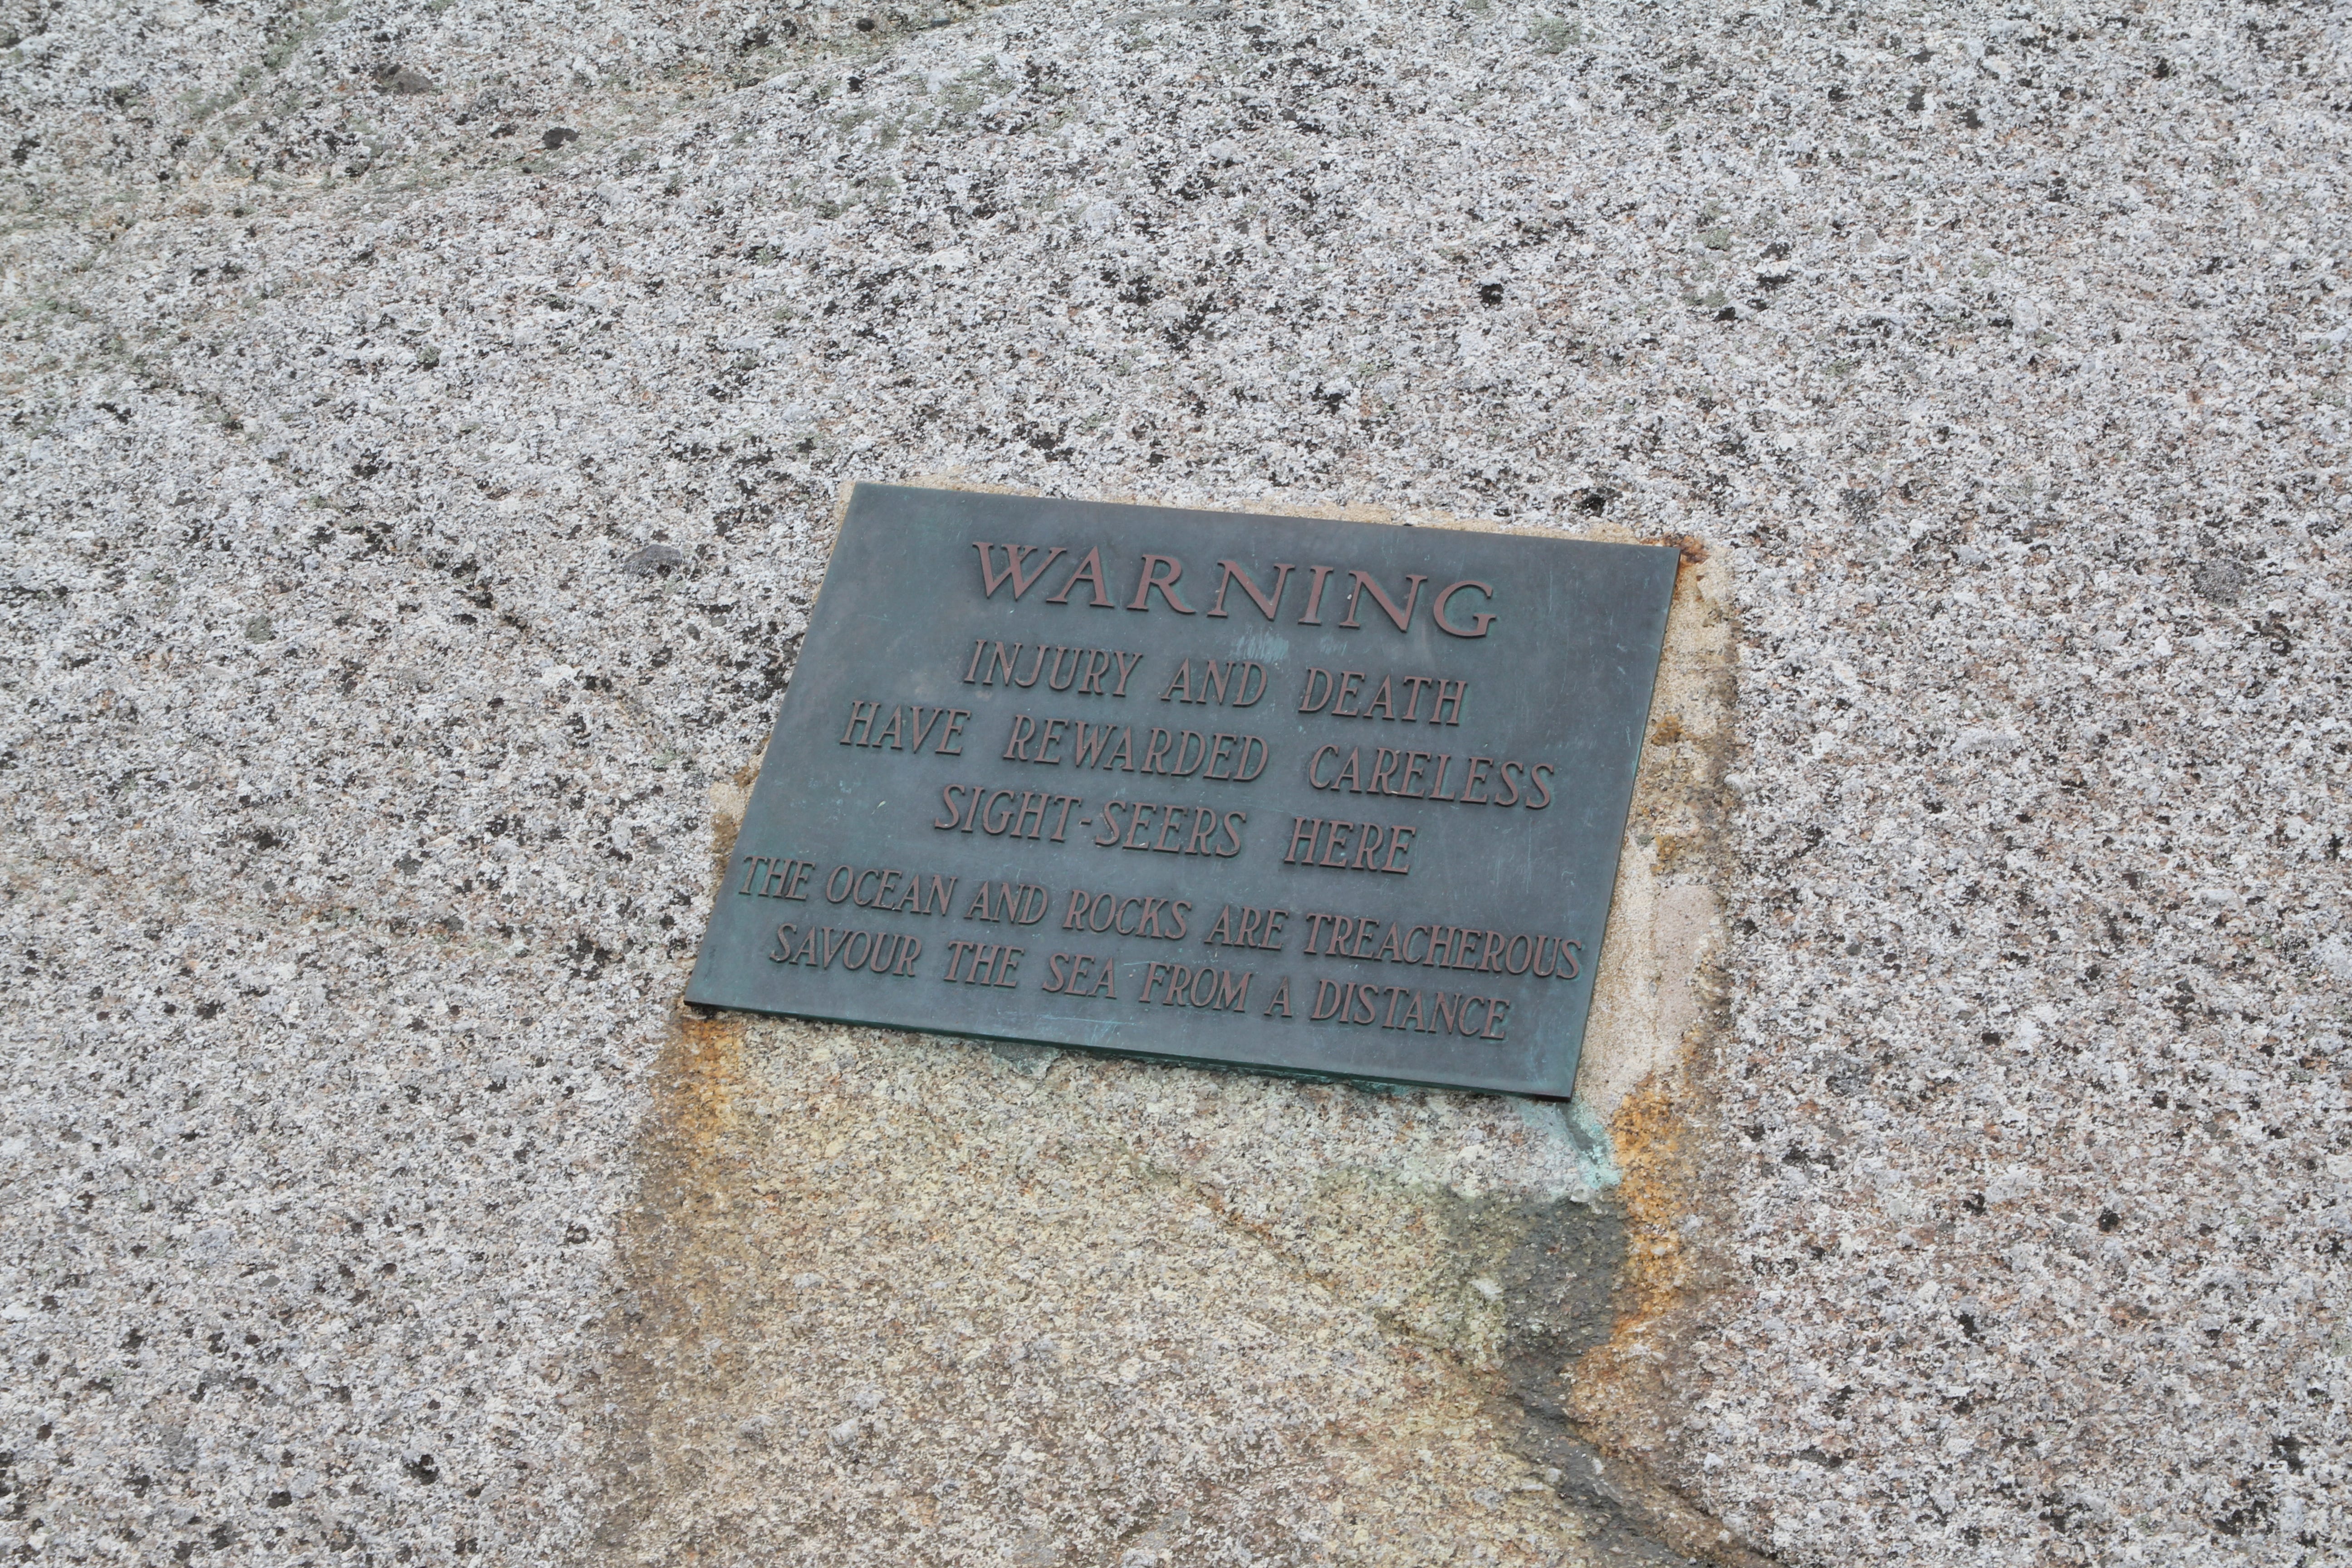 WARNING
INJURY AND DEATH
HAVE REWARDED CARELESS
SIGHT-SEERS HERE
THE OCEAN AND ROCKS ARE TREACHEROUS
SAVOUR THE SEA FROM A DISTANCE